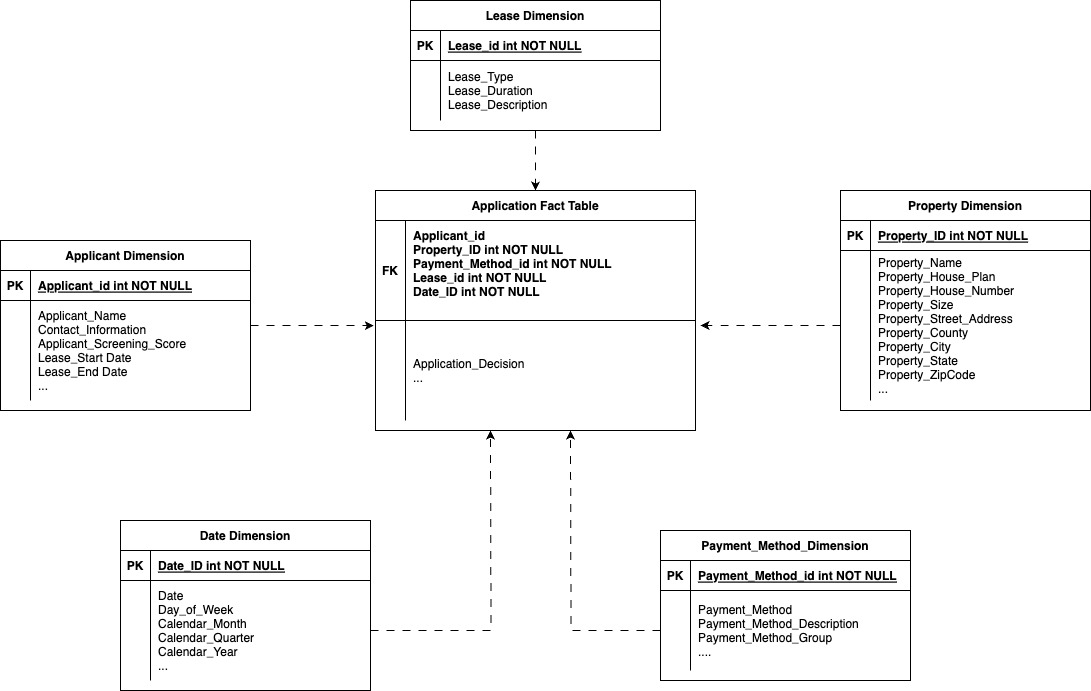 Lease Dimension
PK
Lease_id int NOT NULL
Lease_Type
Lease_Duration
Lease_Description
Application Fact Table
FK
Applicant_id
Property_ID int NOT NULL
Payment_Method_id int NOT NULL
Lease_id int NOT NULL
Date_ID int NOT NULL
Application_Decision
...
Property Dimension
PK
Property_ID int NOT NULL
Property_Name
Property_House_Plan
Property_House_Number
Property_Size
Property_Street_Address
Property_County
Property_City
Property_State
Property_ZipCode
...
Applicant Dimension
PK
Applicant_id int NOT NULL
Applicant_Name
Contact_Information
Applicant_Screening_Score
Lease_Start Date
Lease_End Date
...
Date Dimension
PK
Date_ID int NOT NULL
Date
Day_of_Week
Calendar_Month
Calendar_Quarter
Calendar_Year
...
Payment_Method_Dimension
PK
Payment_Method_id int NOT NULL
Payment_Method
Payment_Method_Description
Payment_Method_Group
....